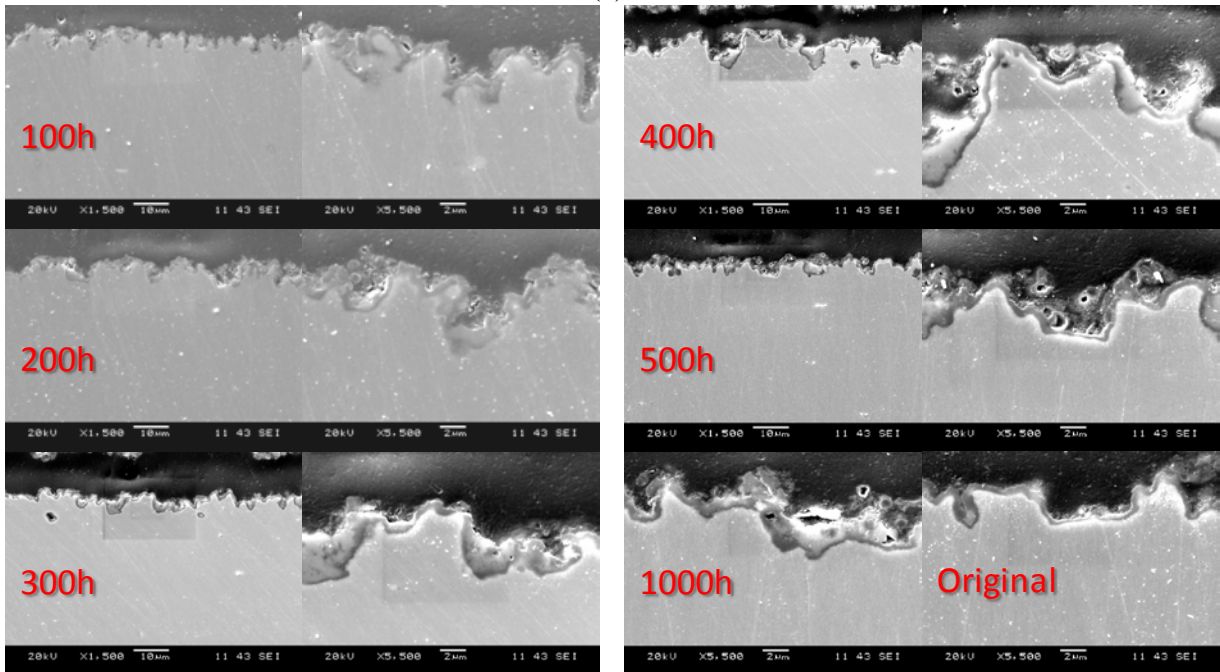 100h
20kV X1,500 10µm 11 43 SEI
20kV X5,500 2µm 11 43 SEI
400h
20kV X1,500 10µm 11 43 SEI
20kV X5,500 2µm 11 43 SEI
200h
20kV X1,500 10µm 11 43 SEI
20kV X5,500 2µm 11 43 SEI
500h
20kV X1,500 10µm 11 43 SEI
20kV X5,500 2µm 11 43 SEI
300h
20kV X1,500 10µm 11 43 SEI
20kV X5,500 2µm 11 43 SEI
1000h
Original
20kV X5,500 2µm 11 43 SEI
20kV X5,500 2µm 11 43 SEI